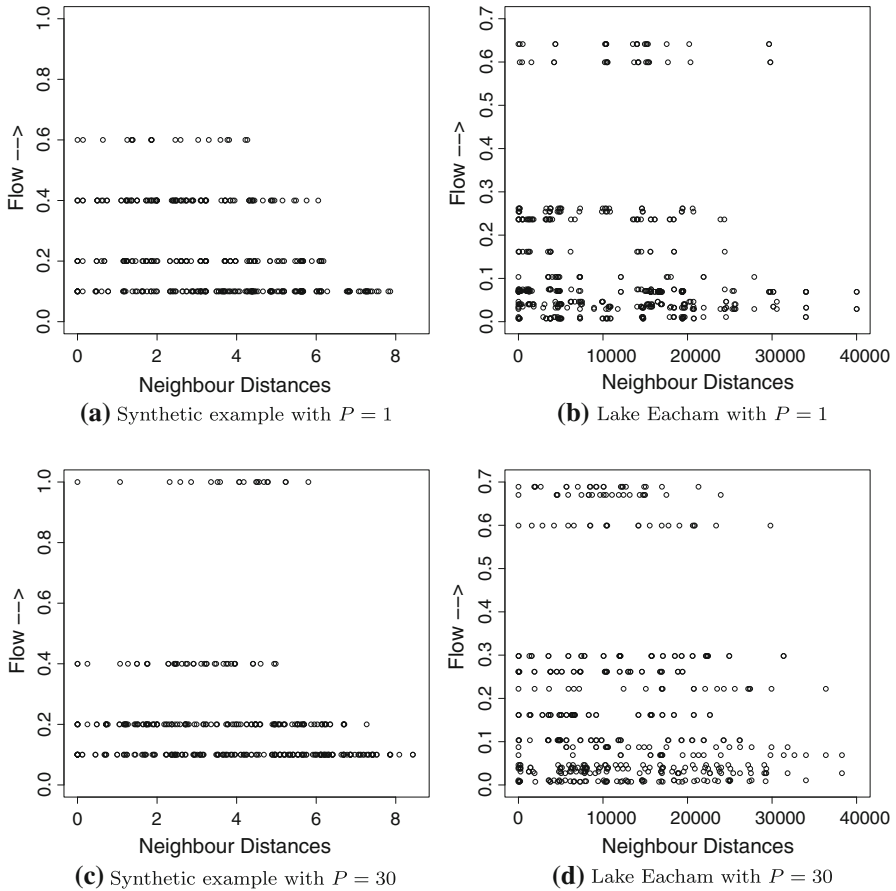 1.0
0.8
0.6
0.4
0.2
0.0
Flow -->
0 2 4 6 8
Neighbour Distances
(a) Synthetic example with P = 1
0.7
0.6
0.5
0.4
0.3
0.2
0.1
0.0
Flow -->
0 10000 20000 30000 40000
Neighbour Distances
(b) Lake Eacham with P = 1
1.0
0.8
0.6
0.4
0.2
0.0
Flow -->
0 2 4 6 8
Neighbour Distances
(c) Synthetic example with P = 30
0.7
0.6
0.5
0.4
0.3
0.2
0.1
0.0
Flow -->
0 10000 20000 30000 40000
Neighbour Distances
(d) Lake Eacham with P = 30